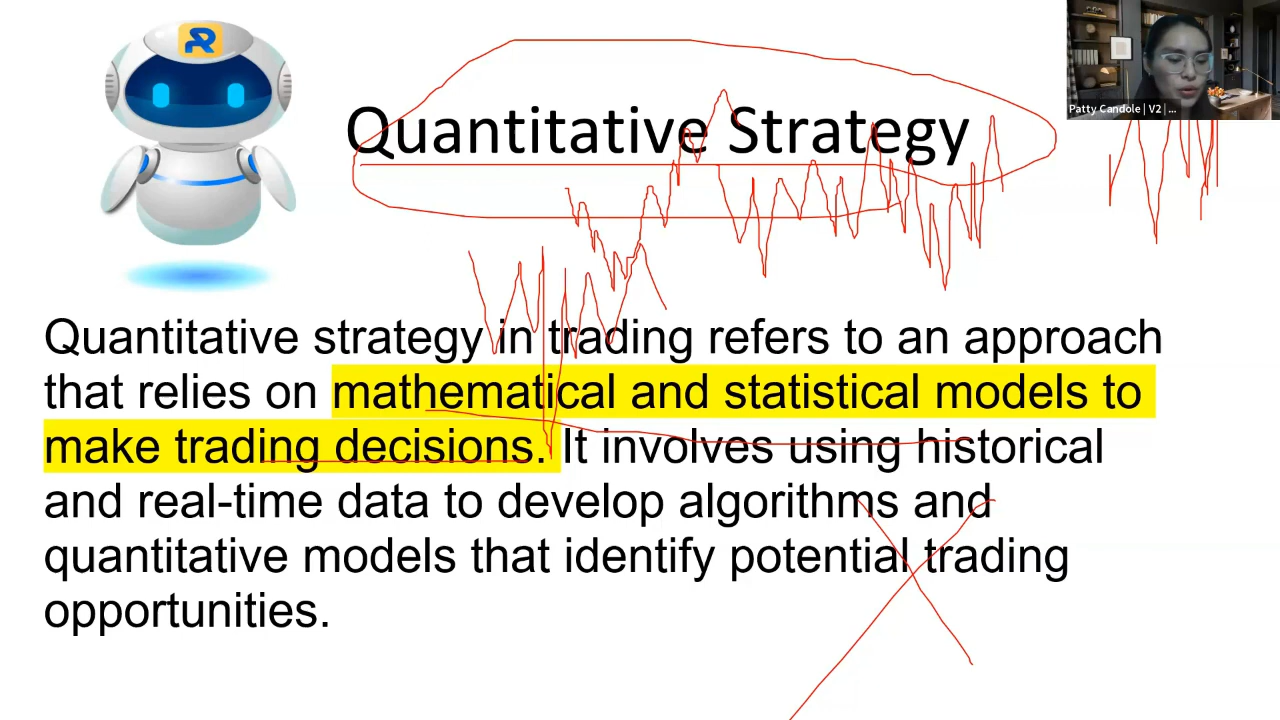 Quantitative Strategy
Patty Candole | V2 | ...
Quantitative strategy in trading refers to an approach
that relies on mathematical and statistical models to
make trading decisions. It involves using historical
and real-time data to develop algorithms and
quantitative models that identify potential trading
opportunities.